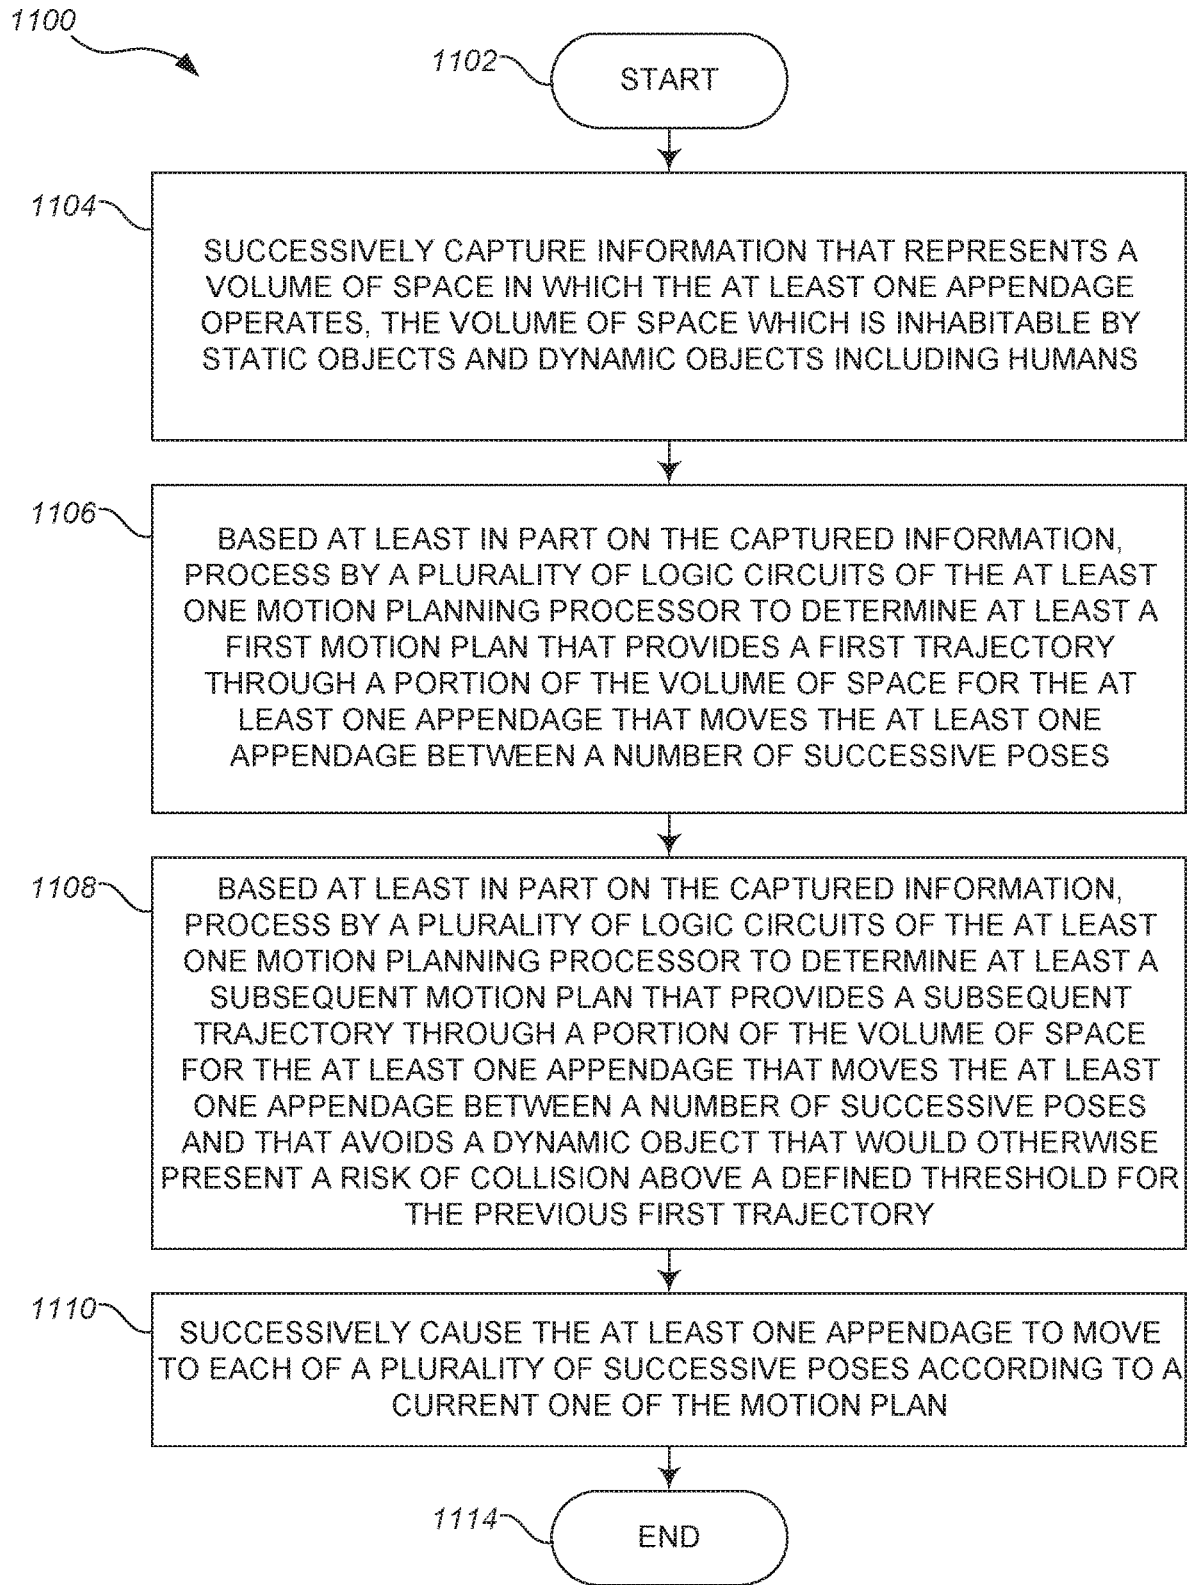 1100
1102
START
1104
SUCCESSIVELY CAPTURE INFORMATION THAT REPRESENTS A
VOLUME OF SPACE IN WHICH THE AT LEAST ONE APPENDAGE
OPERATES, THE VOLUME OF SPACE WHICH IS INHABITABLE BY
STATIC OBJECTS AND DYNAMIC OBJECTS INCLUDING HUMANS
1106
BASED AT LEAST IN PART ON THE CAPTURED INFORMATION,
PROCESS BY A PLURALITY OF LOGIC CIRCUITS OF THE AT LEAST
ONE MOTION PLANNING PROCESSOR TO DETERMINE AT LEAST A
FIRST MOTION PLAN THAT PROVIDES A FIRST TRAJECTORY
THROUGH A PORTION OF THE VOLUME OF SPACE FOR THE AT
LEAST ONE APPENDAGE THAT MOVES THE AT LEAST ONE
APPENDAGE BETWEEN A NUMBER OF SUCCESSIVE POSES
1108
BASED AT LEAST IN PART ON THE CAPTURED INFORMATION,
PROCESS BY A PLURALITY OF LOGIC CIRCUITS OF THE AT LEAST
ONE MOTION PLANNING PROCESSOR TO DETERMINE AT LEAST A
SUBSEQUENT MOTION PLAN THAT PROVIDES A SUBSEQUENT
TRAJECTORY THROUGH A PORTION OF THE VOLUME OF SPACE
FOR THE AT LEAST ONE APPENDAGE THAT MOVES THE AT LEAST
ONE APPENDAGE BETWEEN A NUMBER OF SUCCESSIVE POSES
AND THAT AVOIDS A DYNAMIC OBJECT THAT WOULD OTHERWISE
PRESENT A RISK OF COLLISION ABOVE A DEFINED THRESHOLD FOR
THE PREVIOUS FIRST TRAJECTORY
1110
SUCCESSIVELY CAUSE THE AT LEAST ONE APPENDAGE TO MOVE
TO EACH OF A PLURALITY OF SUCCESSIVE POSES ACCORDING TO A
CURRENT ONE OF THE MOTION PLAN
1114
END